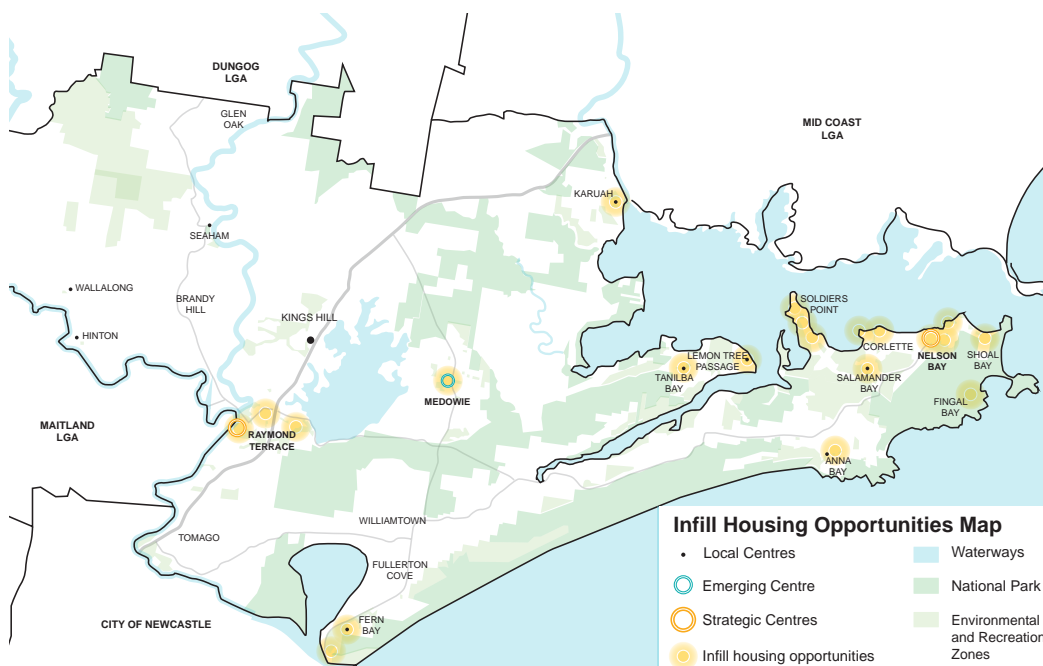 DUNGOG
LGA
GLEN
OAK
MID COAST
LGA
KARUAH
SEAHAM
WALLALONG
BRANDY
HILL
SOLDIERS
POINT
KINGS HILL
HINTON
CORLETTE
LEMON TREE
PASSAGE
NELSON
BAY
SHOAL
BAY
TANILBA
BAY
SALAMANDER
BAY
MEDOWIE
FINGAL
BAY
MAITLAND
LGA
RAYMOND
TERRACE
ANNA
BAY
WILLIAMTOWN
TOMAGO
FULLERTON
COVE
CITY OF NEWCASTLE
FERN
BAY
Infill Housing Opportunities Map
Local Centres
Emerging Centre
Strategic Centres
Infill housing opportunities
Waterways
National Park
Environmental
and Recreation
Zones